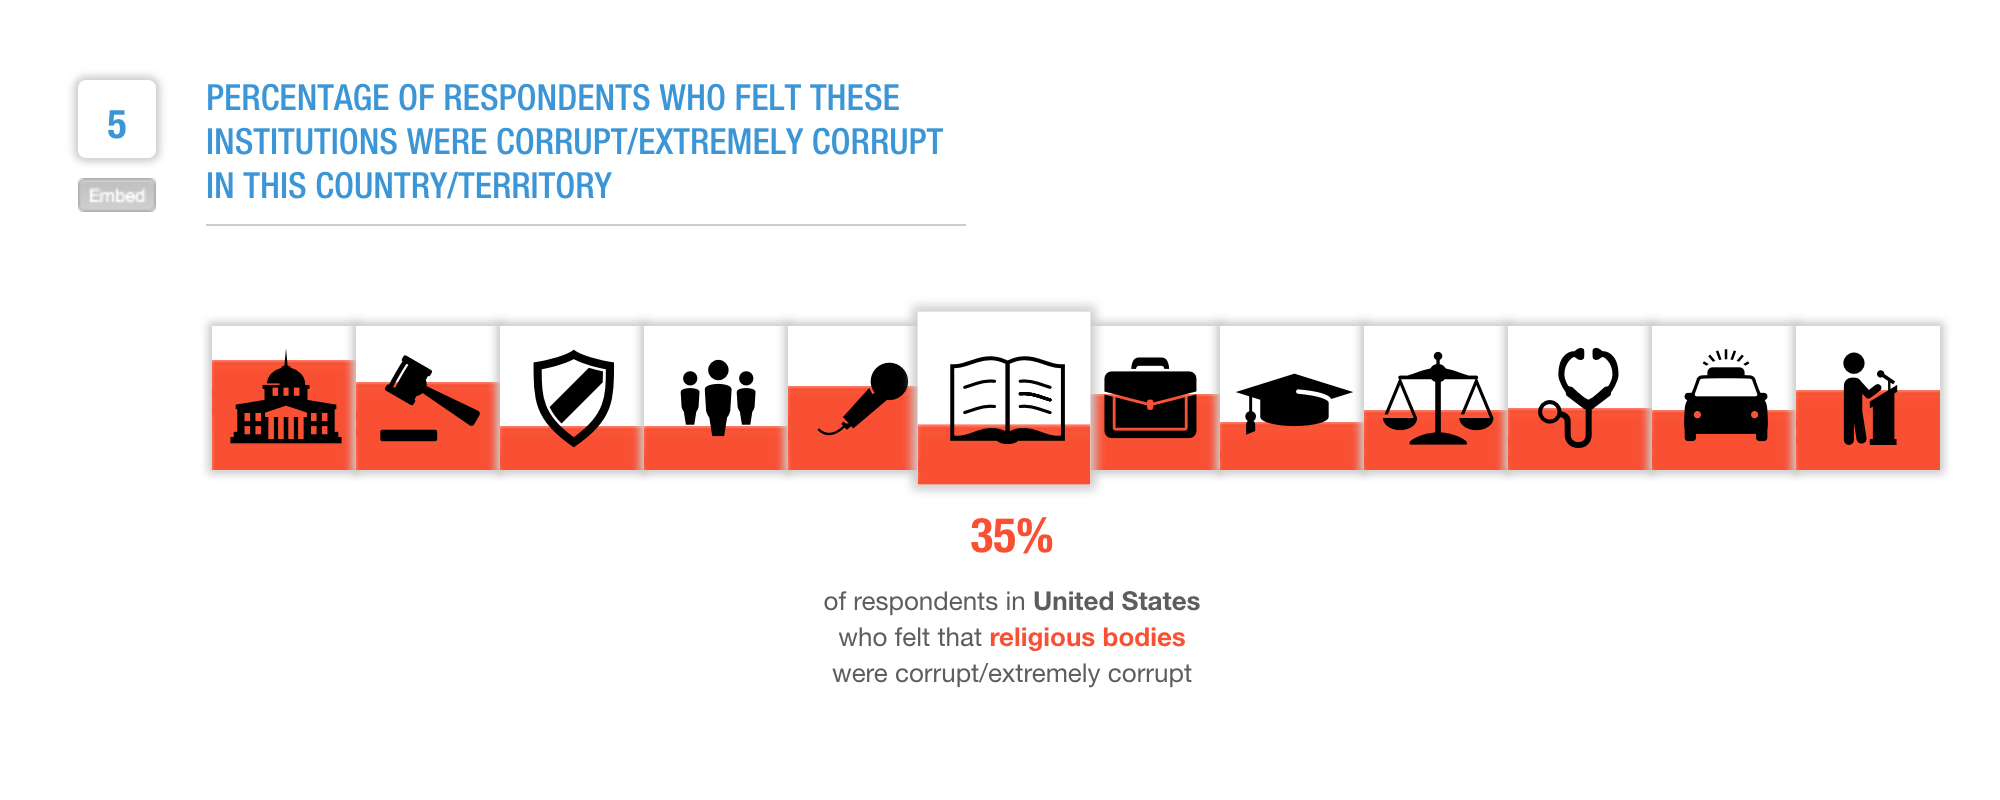 5
PERCENTAGE OF RESPONDENTS WHO FELT THESE
INSTITUTIONS WERE CORRUPT/EXTREMELY CORRUPT
IN THIS COUNTRY/TERRITORY
Embed
35%
of respondents in United States
who felt that religious bodies
were corrupt/extremely corrupt